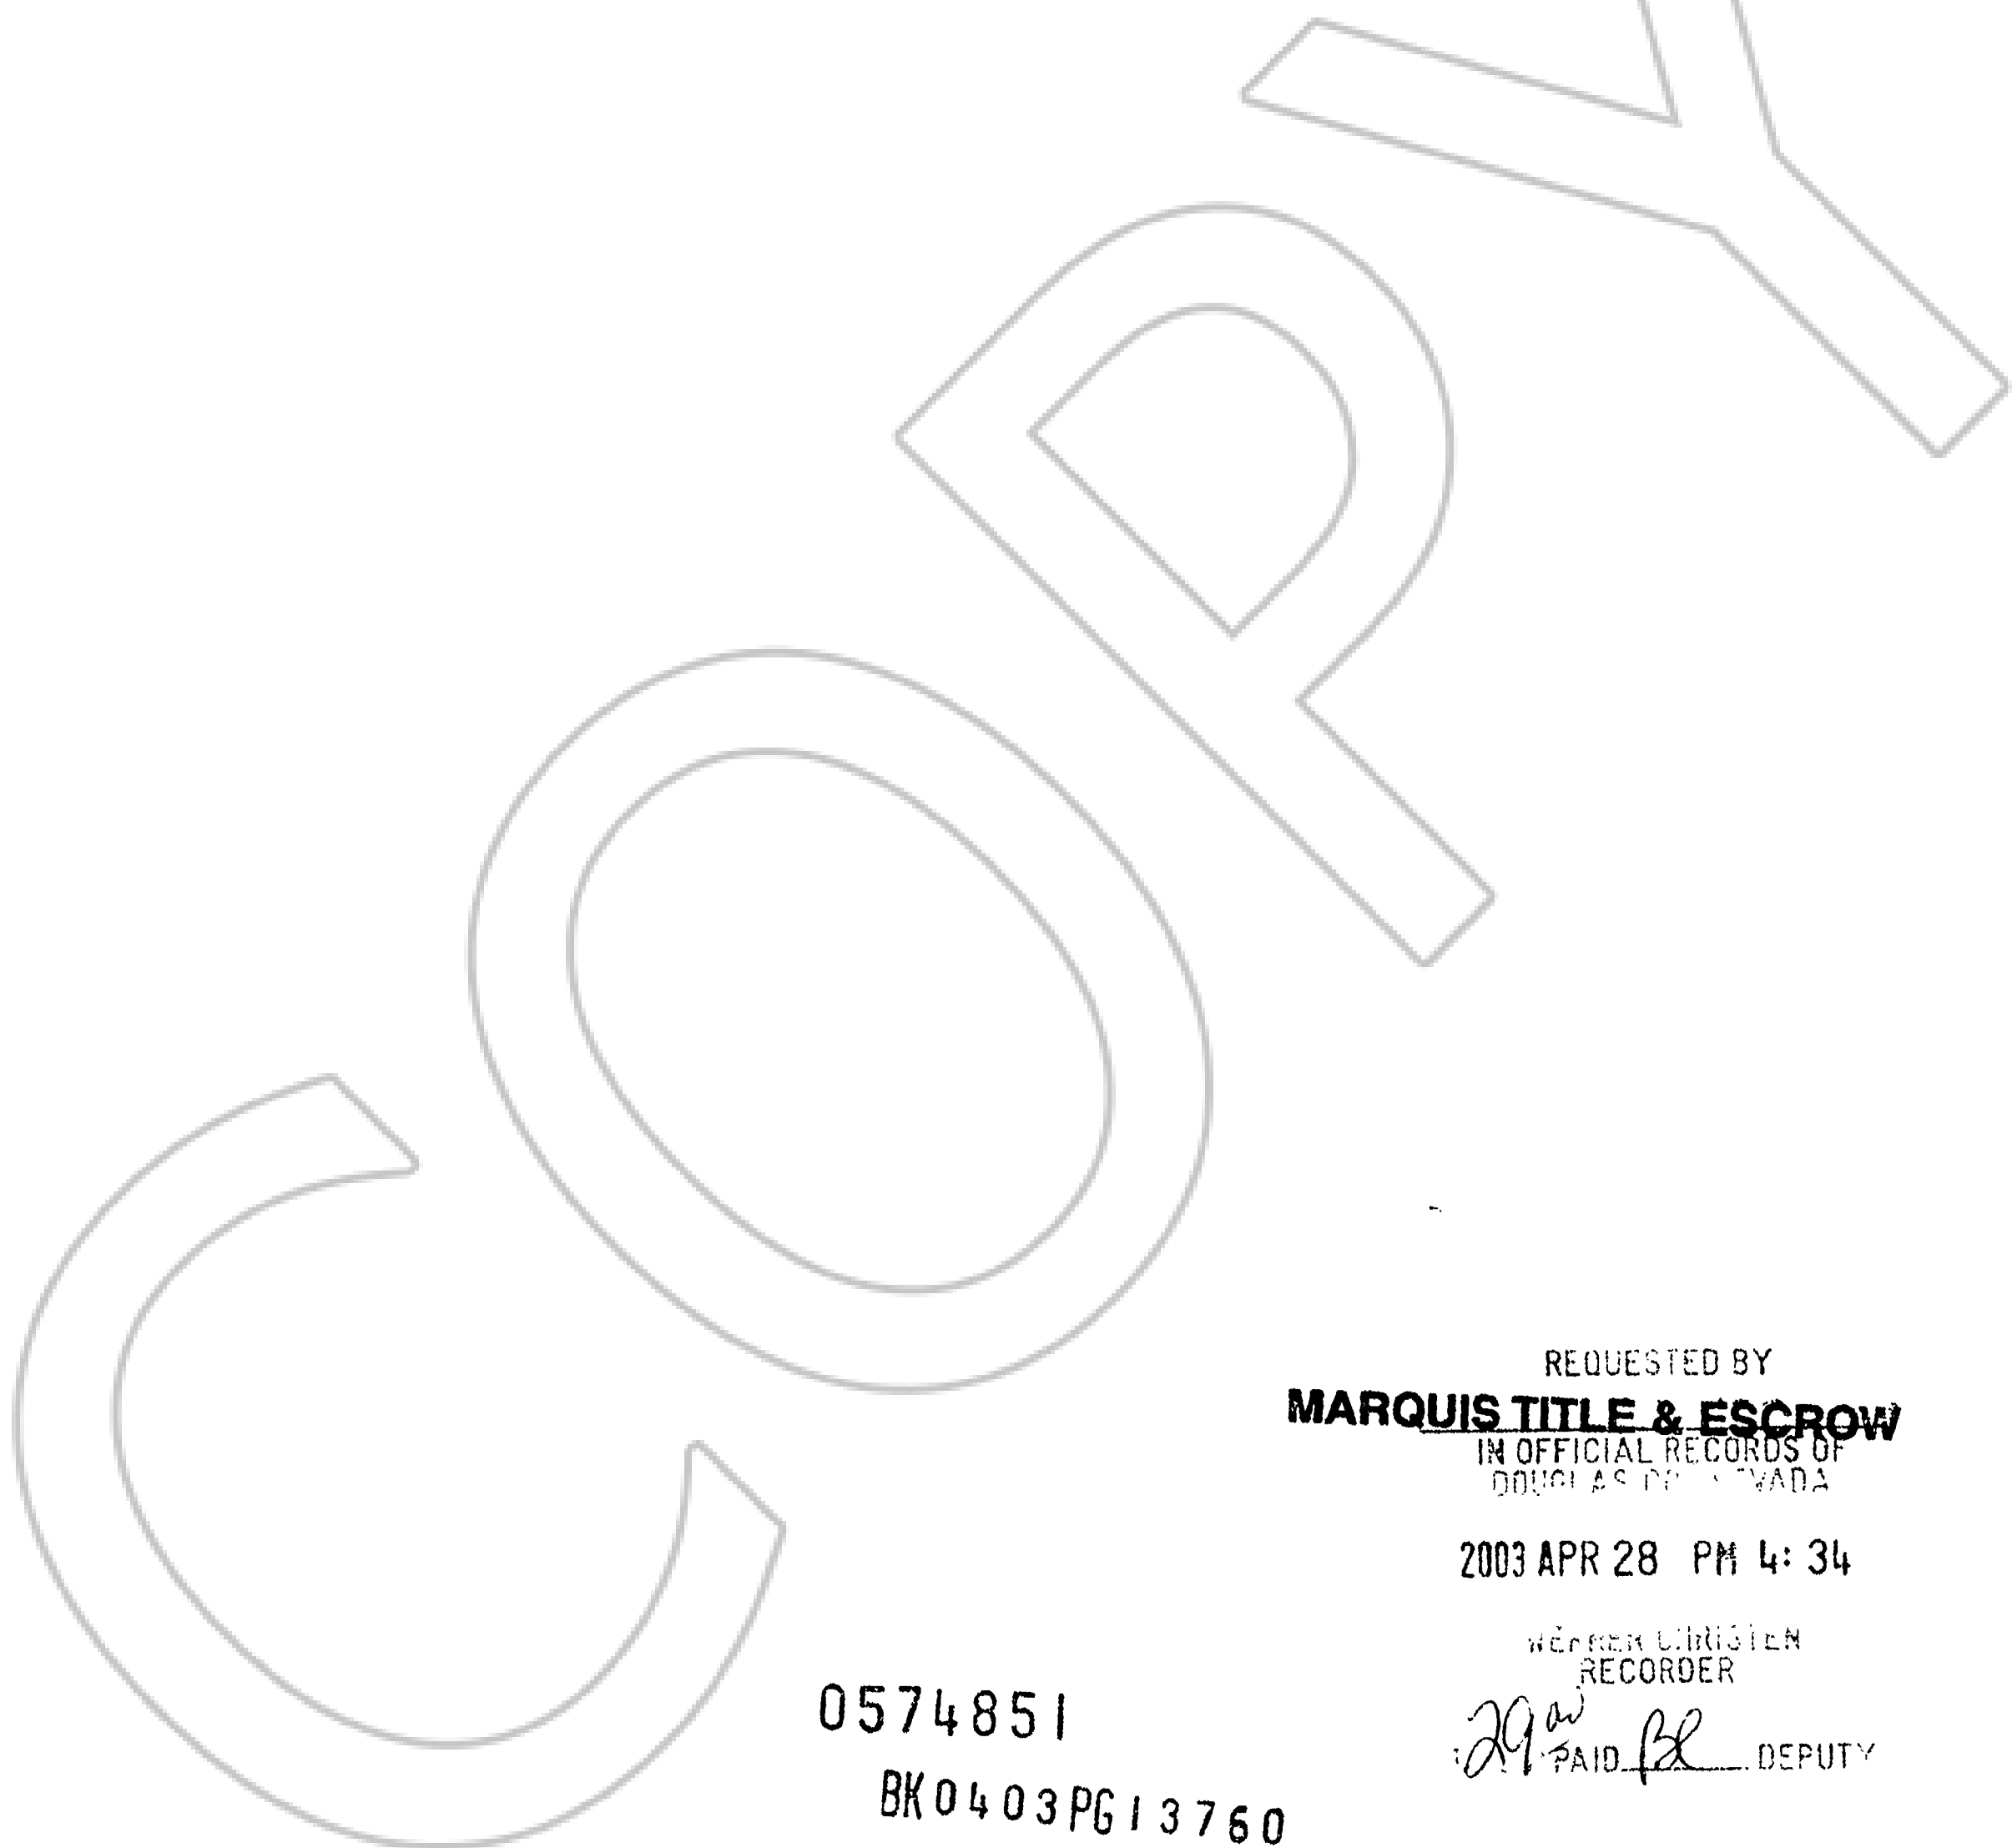 COPY
REQUESTED BY
MARQUIS TITLE & ESCROW
IN OFFICIAL RECORDS OF
DOUGLAS
2003 APR 28 PM 4:34
RECORDER
PAID DEPUTY
0574851
BK0403PG13760